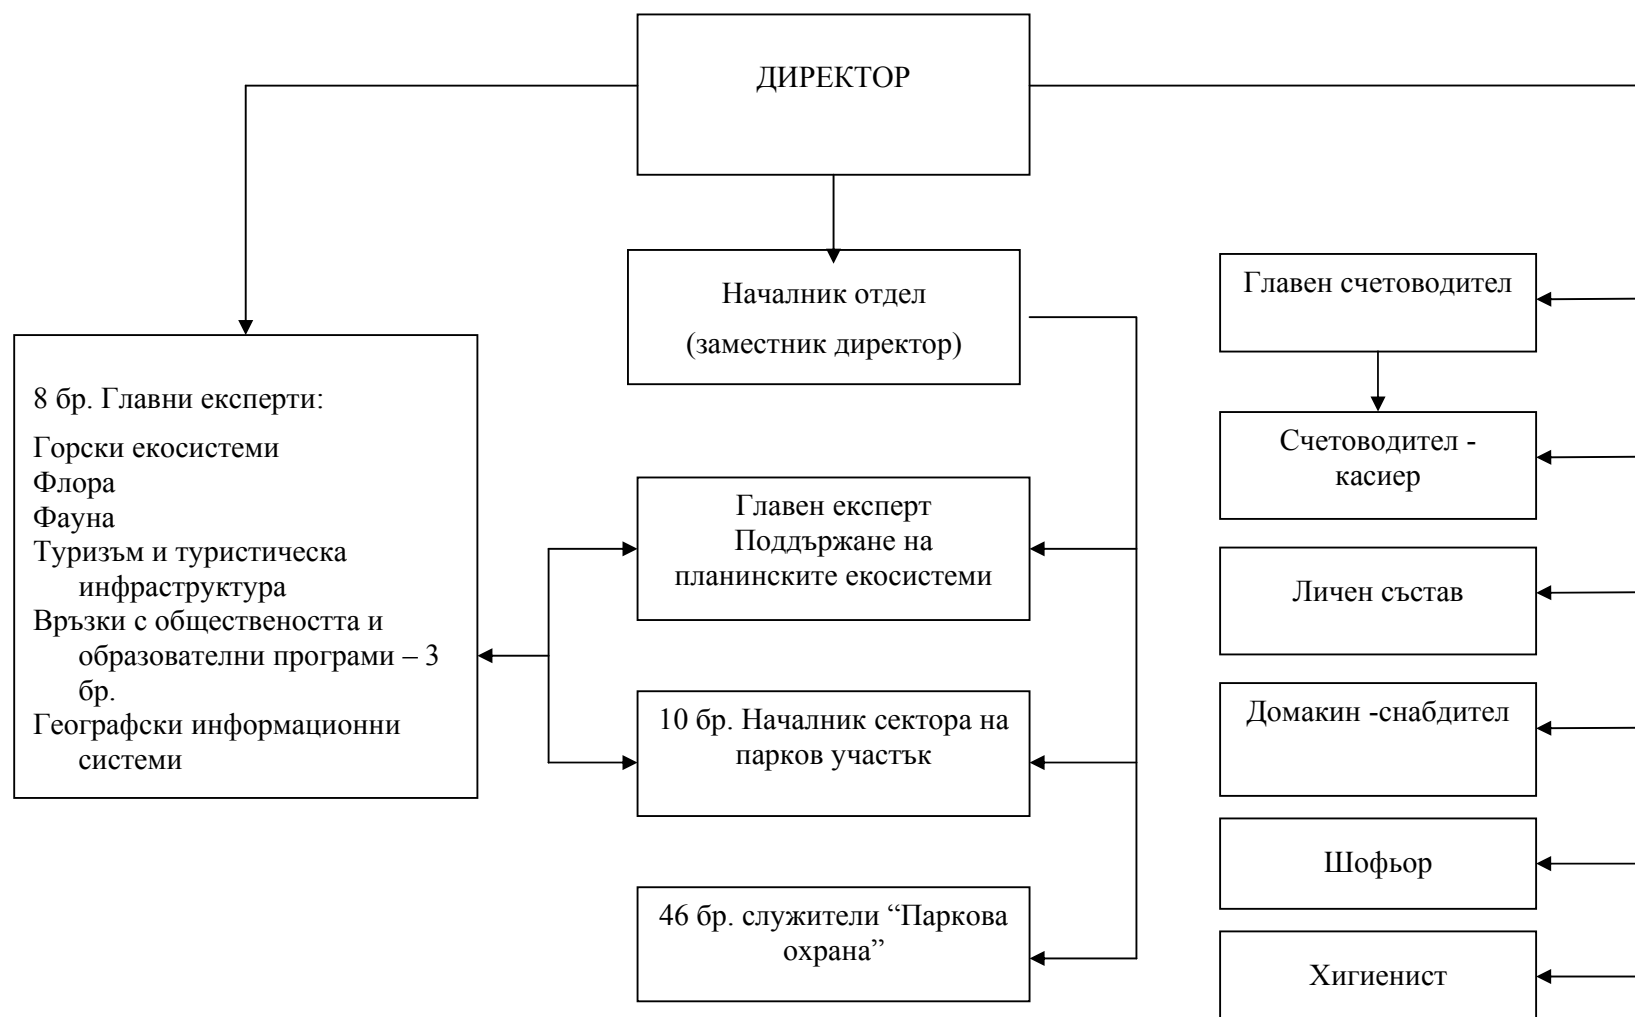 ДИРЕКТОР
Началник отдел
(заместник директор)
Главен счетоводител
8 бр. Главни експерти:
Горски екосистеми
Флора
Фауна
Туризъм и туристическа
инфраструктура
Връзки с обществеността и
образователни програми – 3
бр.
Географски информационни
системи
Главен експерт
Поддържане на
планинските екосистеми
10 бр. Началник сектора на
парков участък
46 бр. служители “Паркова
охрана”
Счетоводител -
касиер
Личен състав
Домакин -снабдител
Шофьор
Хигиенист